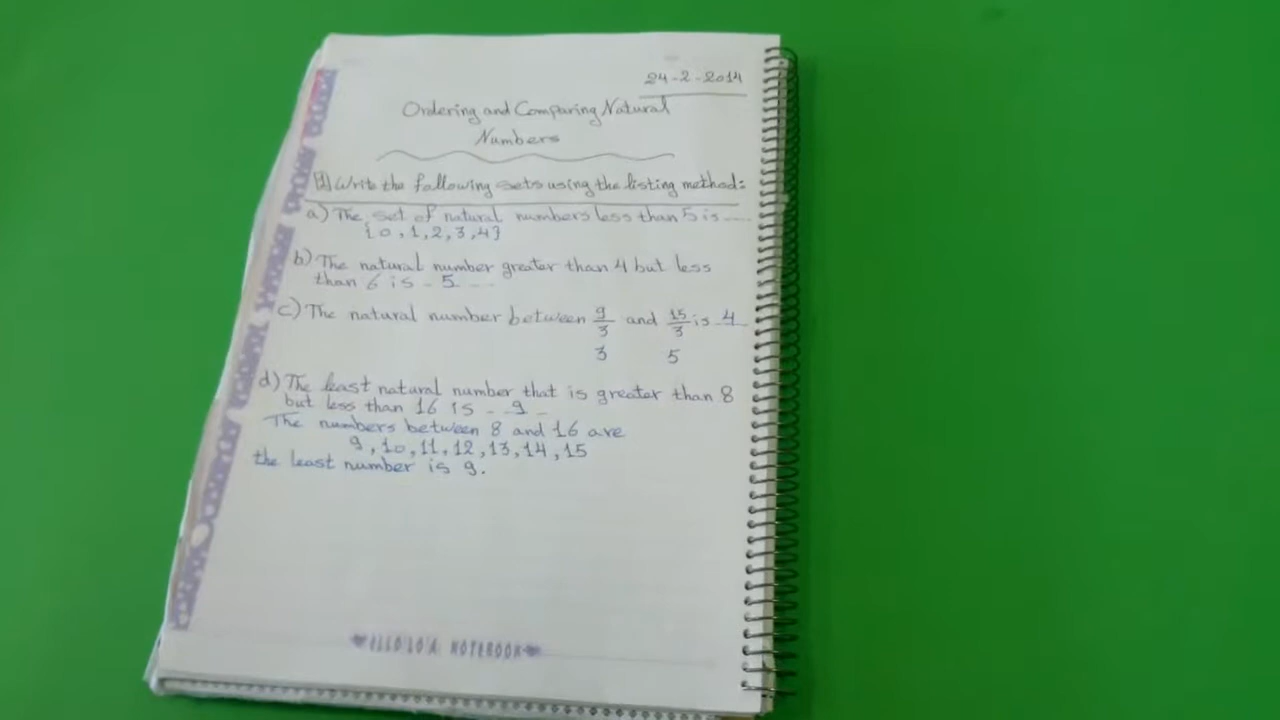 24-2-2014
Ordering and Comparing Natural
Numbers
1 Write the following sets using the listing method:
a) The set of natural numbers less than 5 is ....
{0,1,2,3,4}
b) The natural number greater than 4 but less
than 6 is - 5 ...
c) The natural number between 9/3 and 15/3 is 4
3 5
d) The least natural number that is greater than 8
but less than 16 is - 9 -
The numbers between 8 and 16 are
9, 10, 11, 12, 13, 14, 15
the least number is 9.
NOTEBOOK